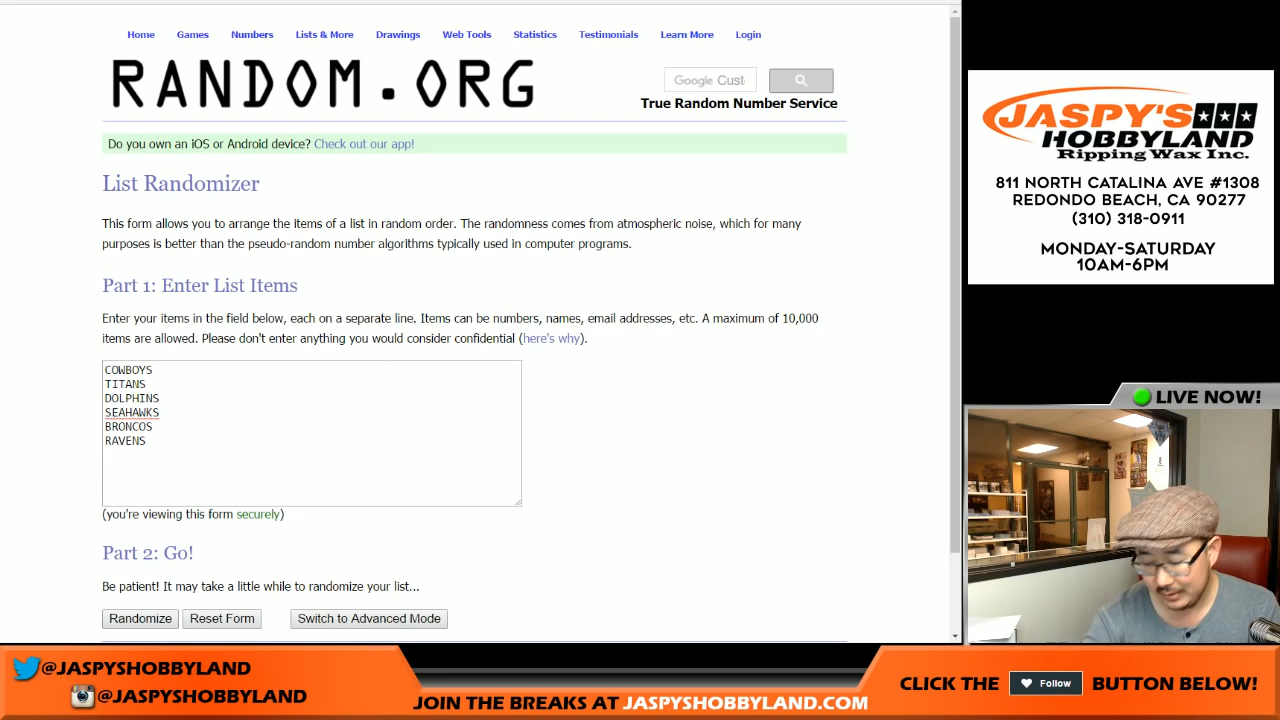 Home Games Numbers Lists & More Drawings Web Tools Statistics Testimonials Learn More Login
RANDOM.ORG
Google Cust
True Random Number Service
Do you own an iOS or Android device? Check out our app!
List Randomizer
This form allows you to arrange the items of a list in random order. The randomness comes from atmospheric noise, which for many
purposes is better than the pseudo-random number algorithms typically used in computer programs.
Part 1: Enter List Items
Enter your items in the field below, each on a separate line. Items can be numbers, names, email addresses, etc. A maximum of 10,000
items are allowed. Please don't enter anything you would consider confidential (here's why).
COWBOYS
TITANS
DOLPHINS
SEAHAWKS
BRONCOS
RAVENS
(you're viewing this form securely)
Part 2: Go!
Be patient! It may take a little while to randomize your list...
Randomize Reset Form Switch to Advanced Mode
JASPY'S
HOBBYLAND
Ripping Wax Inc.
811 NORTH CATALINA AVE #1308
REDONDO BEACH, CA 90277
(310) 318-0911
MONDAY-SATURDAY
10AM-6PM
LIVE NOW!
@JASPYSHOBBYLAND
@JASPYSHOBBYLAND
JOIN THE BREAKS AT JASPYSHOBBYLAND.COM
CLICK THE Follow BUTTON BELOW!